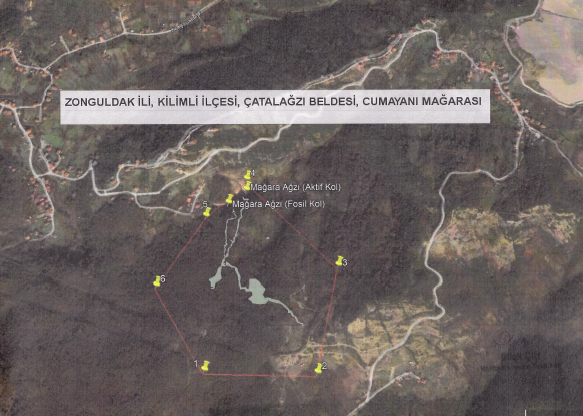 ZONGULDAK İLİ, KİLİMLİ İLÇESİ, ÇATALAĞZI BELDESİ, CUMAYANI MAĞARASI
4
Mağara Ağzı (Aktif Kol)
Mağara Ağzı (Fosil Kol)
5
3
6
1
2